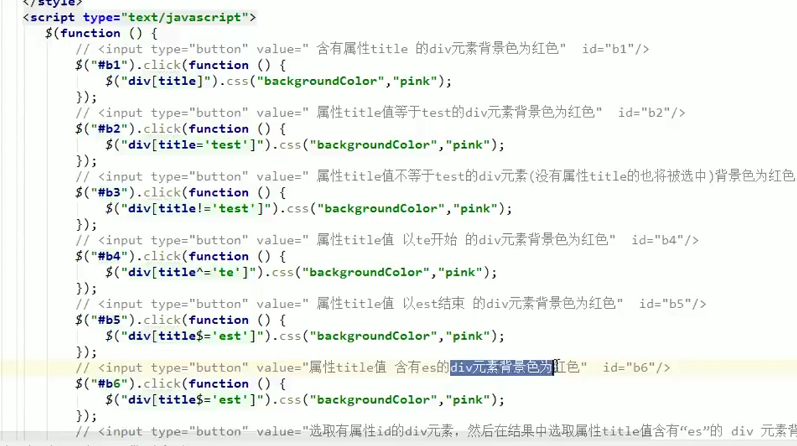 </style>
<script type="text/javascript">
$(function () {
// <input type="button" value=" 含有属性title 的div元素背景色为红色"  id="b1"/>
$("#b1").click(function () {
$("div[title]").css("backgroundColor","pink");
});
// <input type="button" value=" 属性title值等于test的div元素背景色为红色"  id="b2"/>
$("#b2").click(function () {
$("div[title='test']").css("backgroundColor","pink");
});
// <input type="button" value=" 属性title值不等于test的div元素(没有属性title的也将被选中)背景色为红色
$("#b3").click(function () {
$("div[title!='test']").css("backgroundColor","pink");
});
// <input type="button" value=" 属性title值 以te开始 的div元素背景色为红色"  id="b4"/>
$("#b4").click(function () {
$("div[title^='te']").css("backgroundColor","pink");
});
// <input type="button" value=" 属性title值 以est结束 的div元素背景色为红色"  id="b5"/>
$("#b5").click(function () {
$("div[title$='est']").css("backgroundColor","pink");
});
// <input type="button" value="属性title值 含有es的div元素背景色为红色"  id="b6"/>
$("#b6").click(function () {
$("div[title$='est']").css("backgroundColor","pink");
});
// <input type="button" value="选取有属性id的div元素，然后在结果中选取属性title值含有“es”的 div 元素背